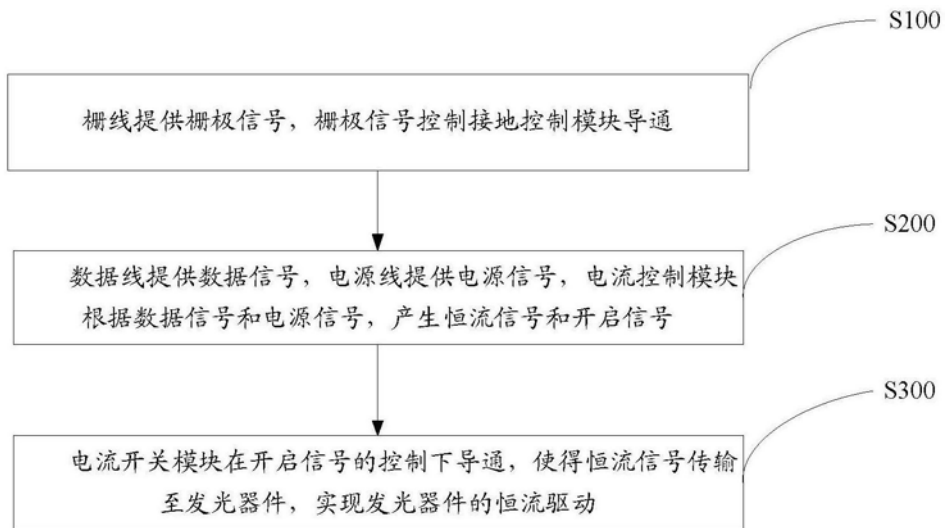 S100
栅线提供栅极信号，栅极信号控制接地控制模块导通
S200
数据线提供数据信号，电源线提供电源信号，电流控制模块
根据数据信号和电源信号，产生恒流信号和开启信号
S300
电流开关模块在开启信号的控制下导通，使得恒流信号传输
至发光器件，实现发光器件的恒流驱动